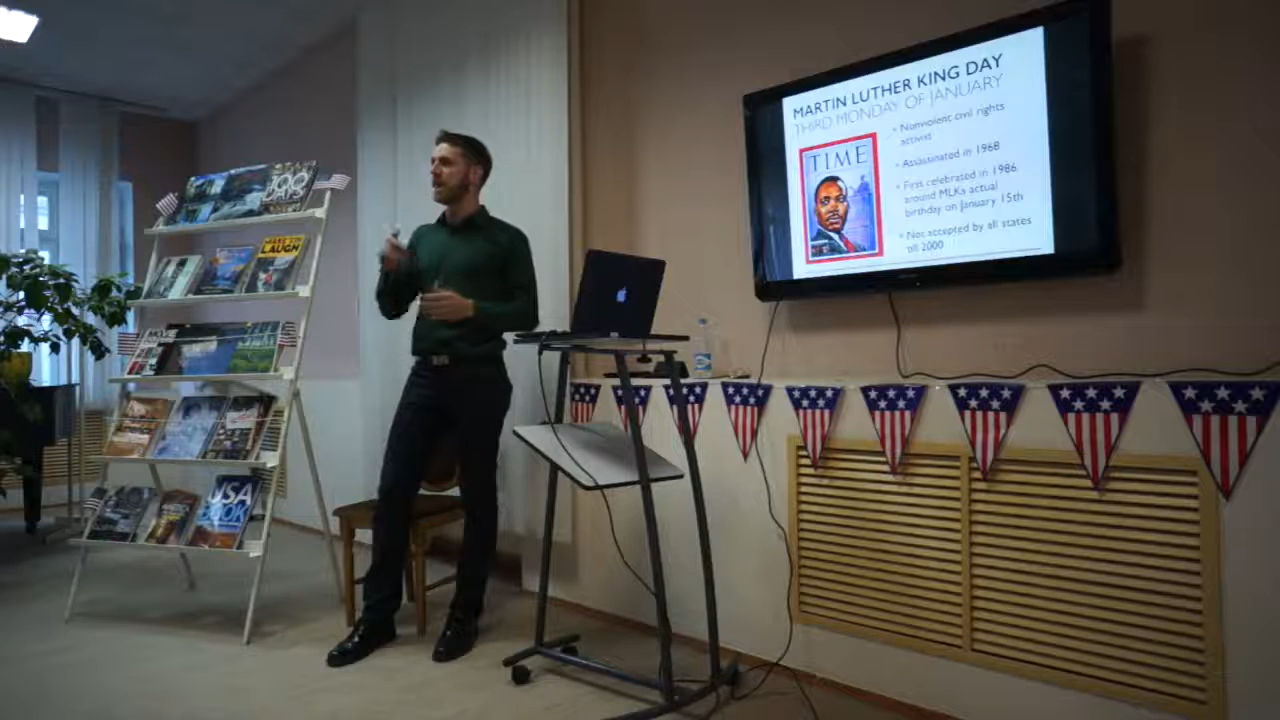 MARTIN LUTHER KING DAY
THIRD MONDAY OF JANUARY
TIME
• Nonviolent civil rights
activist
• Assassinated in 1968
• First celebrated in 1986
around MLKs actual
birthday on January 15th
• Not accepted by all states
till 2000
LAUGH
USA
BOOK